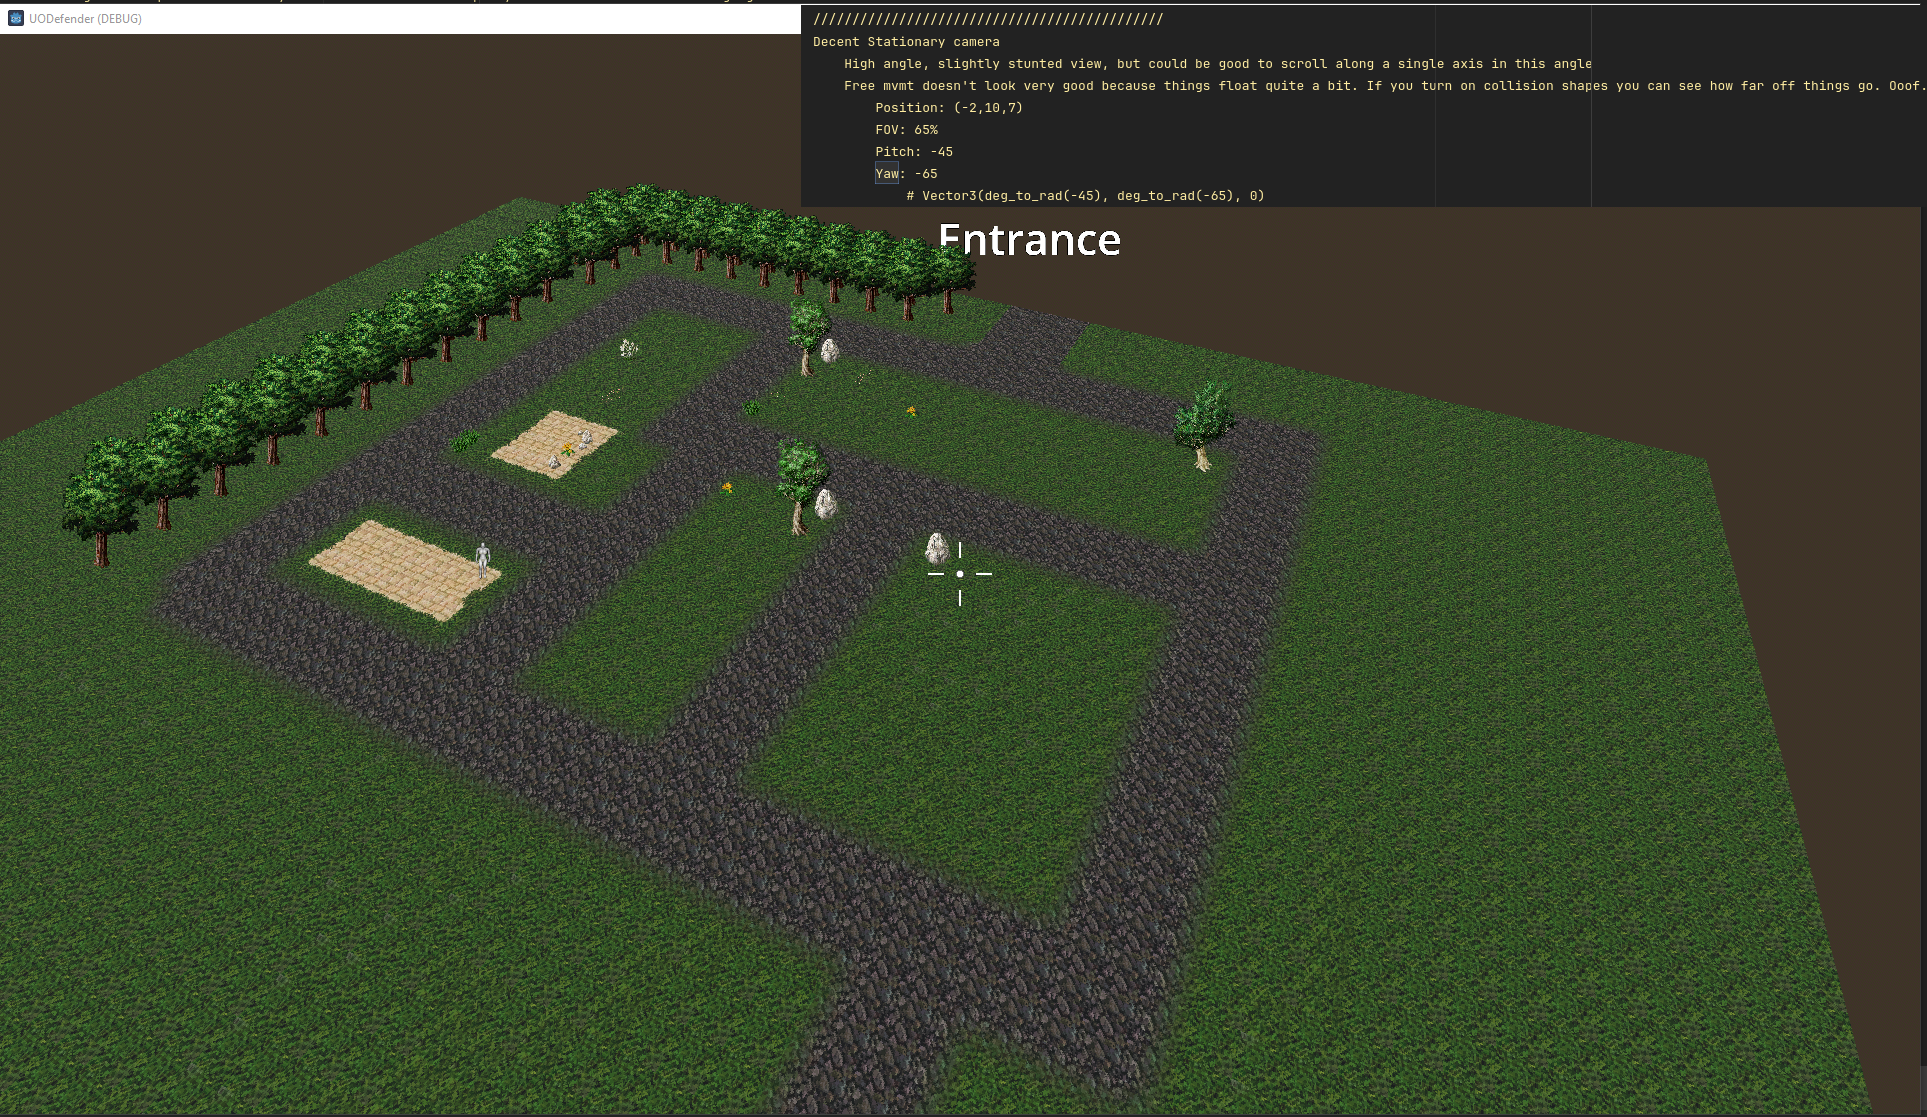 UODefender (DEBUG)
/////////////////////////////////////////////
Decent Stationary camera
High angle, slightly stunted view, but could be good to scroll along a single axis in this angle
Free mvmt doesn't look very good because things float quite a bit. If you turn on collision shapes you can see how far off things go. Ooof.
Position: (-2,10,7)
FOV: 65%
Pitch: -45
Yaw: -65
# Vector3(deg_to_rad(-45), deg_to_rad(-65), 0)
Entrance